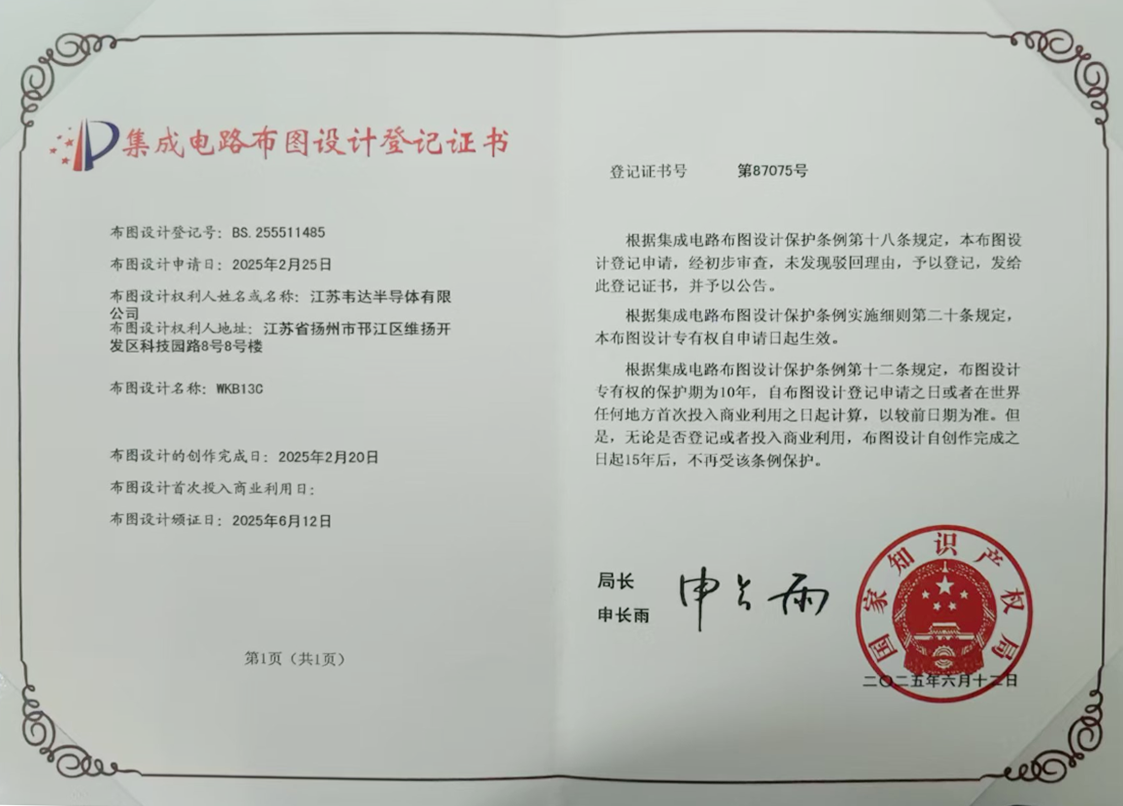 集成电路布图设计登记证书
布图设计登记号：BS.255511485
布图设计申请日：2025年2月25日
布图设计权利人姓名或名称：江苏韦达半导体有限
公司
布图设计权利人地址：江苏省扬州市邗江区维扬开
发区科技园路8号8号楼
布图设计名称：WKB13C
布图设计的创作完成日：2025年2月20日
布图设计首次投入商业利用日：
布图设计颁证日：2025年6月12日
第1页（共1页）
登记证书号 第87075号
根据集成电路布图设计保护条例第十八条规定，本布图设
计登记申请，经初步审查，未发现驳回理由，予以登记，发给
此登记证书，并予以公告。
根据集成电路布图设计保护条例实施细则第二十条规定，
本布图设计专有权自申请日起生效。
根据集成电路布图设计保护条例第十二条规定，布图设计
专有权的保护期为10年，自布图设计登记申请之日或者在世界
任何地方首次投入商业利用之日起计算，以较前日期为准。但
是，无论是否登记或者投入商业利用，布图设计自创作完成之
日起15年后，不再受该条例保护。
局长
申长雨
申长雨
国家知识产权局
二〇二五年六月十二日